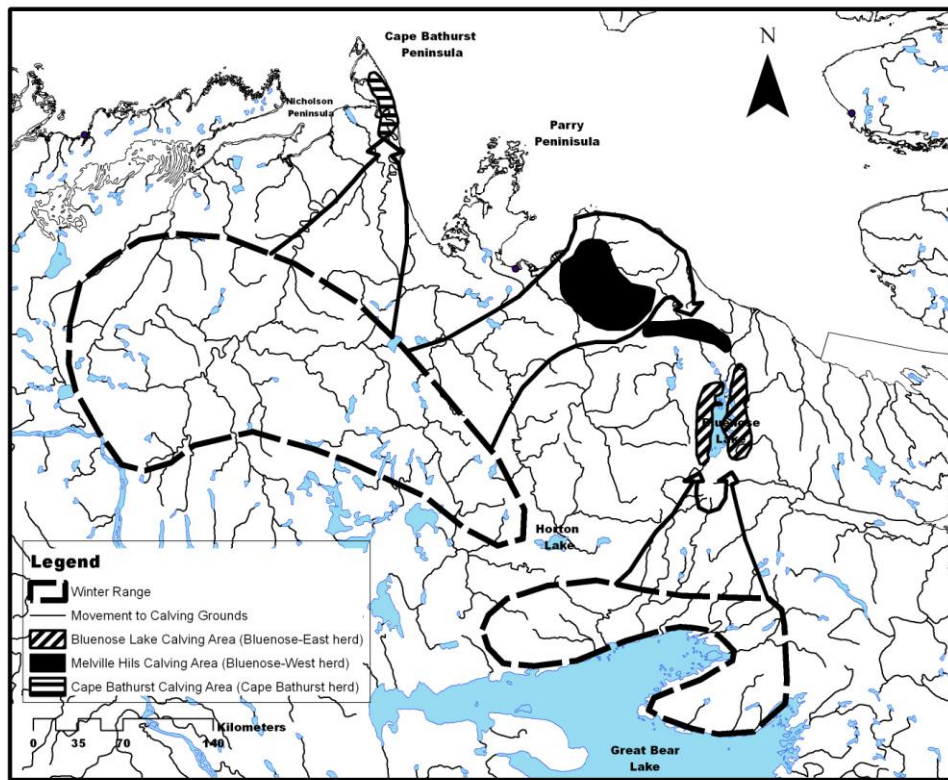 Cape Bathurst
Peninsula
N
Nicholson
Peninsula
Parry
Peninisula
Bluenose
Lake
Horton
Lake
Legend
Winter Range
Movement to Calving Grounds
Bluenose Lake Calving Area (Bluenose-East herd)
Melville Hils Calving Area (Bluenose-West herd)
Cape Bathurst Calving Area (Cape Bathurst herd)
Kilometers
0 35 70 140
Great Bear
Lake